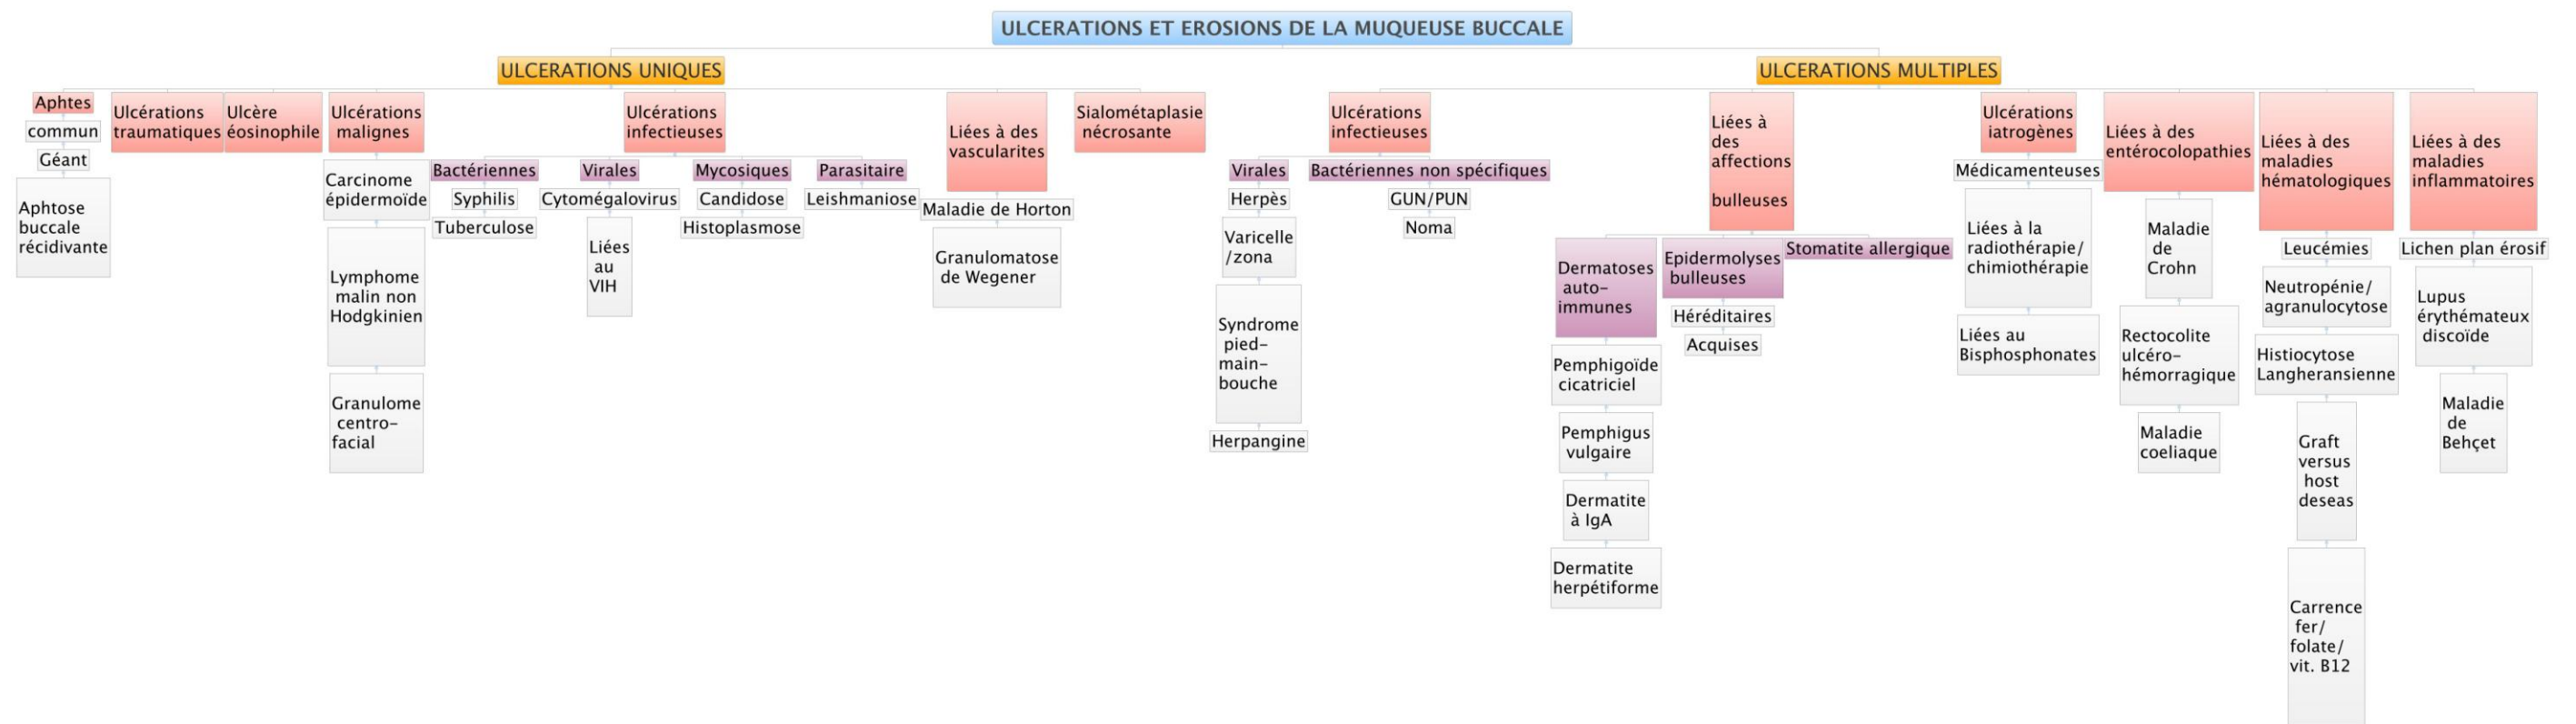 ULCERATIONS ET EROSIONS DE LA MUQUEUSE BUCCALE
ULCERATIONS UNIQUES
Aphtes
commun
Géant
Aphtose
buccale
récidivante
Ulcérations
traumatiques
Ulcère
éosinophile
Ulcérations
malignes
Carcinome
épidermoïde
Lymphome
malin non
Hodgkinien
Granulome
centro-
facial
Ulcérations
infectieuses
Bactériennes
Syphilis
Tuberculose
Virales
Cytomégalovirus
Liées
au
VIH
Mycosiques
Candidose
Histoplasmose
Parasitaire
Leishmaniose
Liées à des
vascularites
Maladie de Horton
Granulomatose
de Wegener
Sialométaplasie
nécrosante
ULCERATIONS MULTIPLES
Ulcérations
infectieuses
Virales
Herpès
Varicelle
/zona
Syndrome
pied-
main-
bouche
Herpangine
Bactériennes non spécifiques
GUN/PUN
Noma
Liées à
des
affections
bulleuses
Dermatoses
auto-
immunes
Pemphigoïde
cicatriciel
Pemphigus
vulgaire
Dermatite
à IgA
Dermatite
herpétiforme
Epidermolyses
bulleuses
Héréditaires
Acquises
Stomatite allergique
Ulcérations
iatrogènes
Médicamenteuses
Liées à la
radiothérapie/
chimiothérapie
Liées au
Bisphosphonates
Liées à des
entérocolopathies
Maladie
de
Crohn
Rectocolite
ulcéro-
hémorragique
Maladie
coeliaque
Liées à des
maladies
hématologiques
Leucémies
Neutropénie/
agranulocytose
Histiocytose
Langheransienne
Graft
versus
host
deseas
Carrence
fer/
folate/
vit. B12
Liées à des
maladies
inflammatoires
Lichen plan érosif
Lupus
érythémateux
discoïde
Maladie
de
Behçet